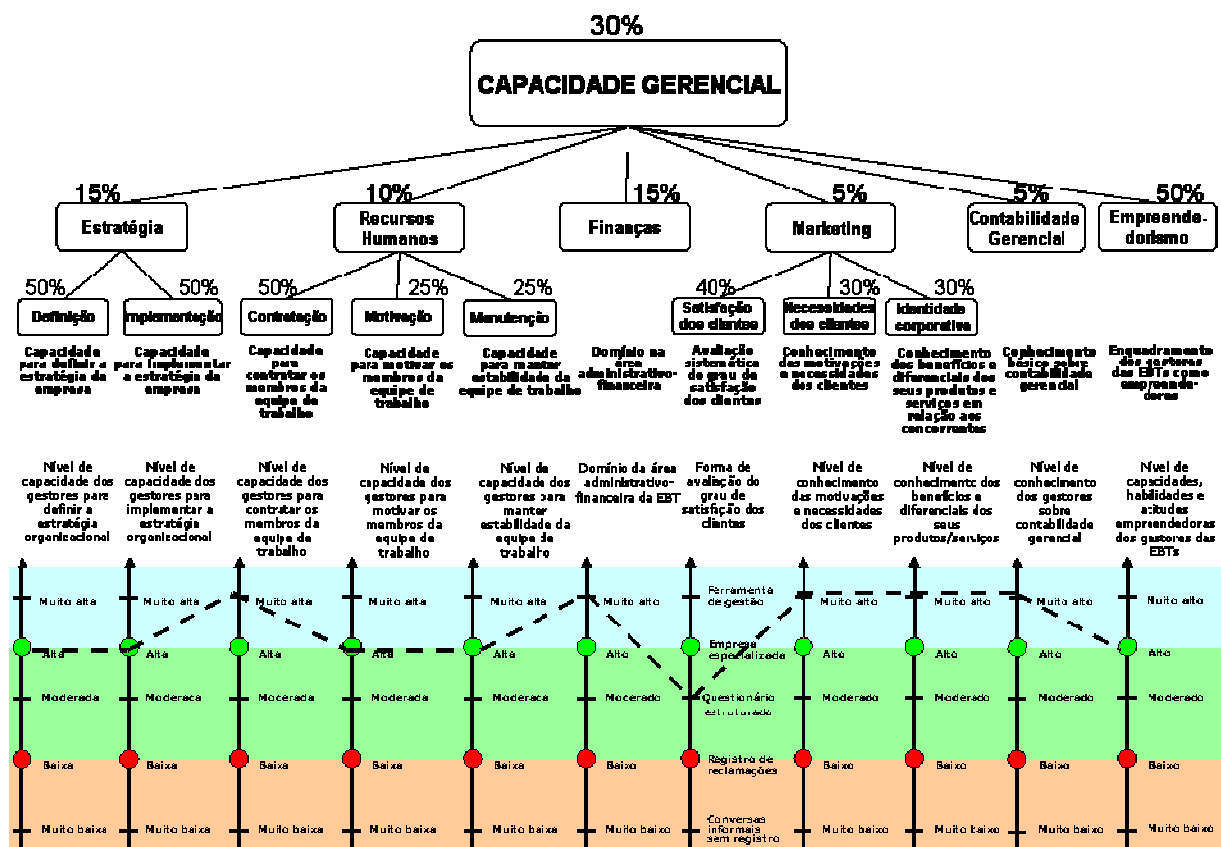 30%
CAPACIDADE GERENCIAL
15%
10%
15%
5%
5%
50%
Estratégia
Recursos
Humanos
Finanças
Marketing
Contabilidade
Gerencial
Empreende-
dorismo
50%
50%
50%
25%
25%
40%
30%
30%
Definição
Implementação
Contratação
Motivação
Manutenção
Satisfação
dos clientes
Necessidades
dos clientes
Identidade
corporativa
Capacidade
para definir a
estratégia da
empresa
Capacidade
para implementar
a estratégia da
empresa
Capacidade
para
contratar os
membros da
equipe de
trabalho
Capacidade
para motivar os
membros da
equipe de
trabalho
Capacidade
para manter
estabilidade da
equipe de trabalho
Domínio na
área
administrativo-
financeira
Avaliação
sistemática
do grau de
satisfação
dos clientes
Conhecimento
das motivações
e necessidades
dos clientes
Conhecimento
dos benefícios e
diferenciais dos
seus produtos e
serviços em
relação aos
concorrentes
Conhecimento
básico sobre
contabilidade
gerencial
Enquadramento
dos gestores
das EBTs como
empreende-
dores
Nível de
capacidade dos
gestores para
definir a
estratégia
organizacional
Nível de
capacidade dos
gestores para
implementar a
estratégia
organizacional
Nível de
capacidade dos
gestores para
contratar os
membros da
equipe de
trabalho
Nível de
capacidade dos
gestores para
motivar os
membros da
equipe de
trabalho
Nível de
capacidade dos
gestores para
manter
estabilidade da
equipe de
trabalho
Domínio da área
administrativo-
financeira da EBT
Forma de
avaliação do
grau de
satisfação dos
clientes
Nível de
conhecimento
das motivações
e necessidades
dos clientes
Nível de
conhecimento dos
benefícios e
diferenciais dos
seus
produtos/serviços
Nível de
conhecimento
dos gestores
sobre
contabilidade
gerencial
Nível de
capacidades,
habilidades e
atitudes
empreendedoras
dos gestores das
EBTs
Muito alta
Muito alta
Muito alta
Muito alta
Muito alta
Muito alto
Ferramenta
de gestão
Muito alto
Muito alto
Muito alto
Muito alto
Alta
Alta
Alta
Alta
Alta
Alto
Empresa
especializada
Alto
Alto
Alto
Alto
Moderada
Moderada
Moderada
Moderada
Moderada
Moderado
Questionário
estruturado
Moderado
Moderado
Moderado
Moderado
Baixa
Baixa
Baixa
Baixa
Baixa
Baixo
Registro de
reclamações
Baixo
Baixo
Baixo
Baixo
Muito baixa
Muito baixa
Muito baixa
Muito baixa
Muito baixa
Muito baixo
Conversas
informais
sem registro
Muito baixo
Muito baixo
Muito baixo
Muito baixo